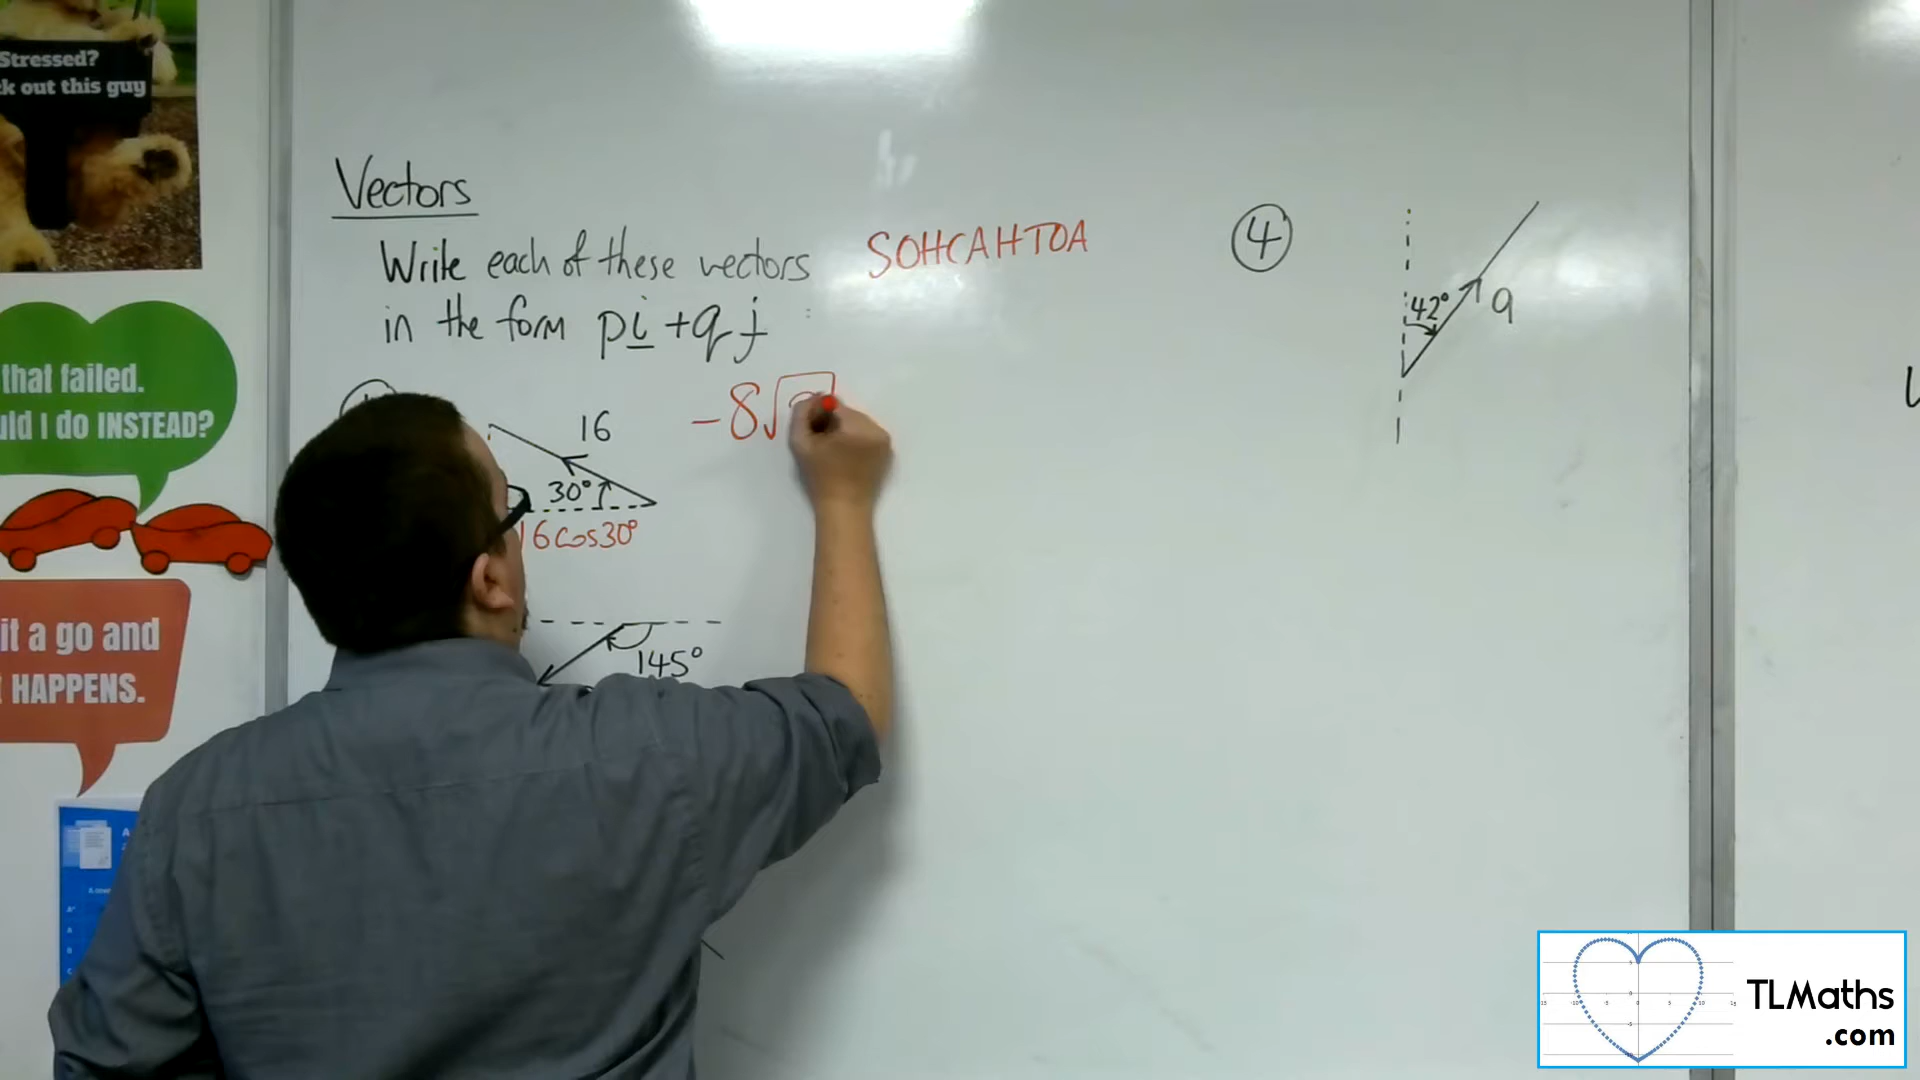 Stressed?
k out this guy
Vectors
Write each of these vectors
in the form pi + qj
SOHCAHTOA
-8√
16
30°
16cos30°
145°
4
42°
9
that failed.
uld I do INSTEAD?
it a go and
HAPPENS.
TLMaths
.com